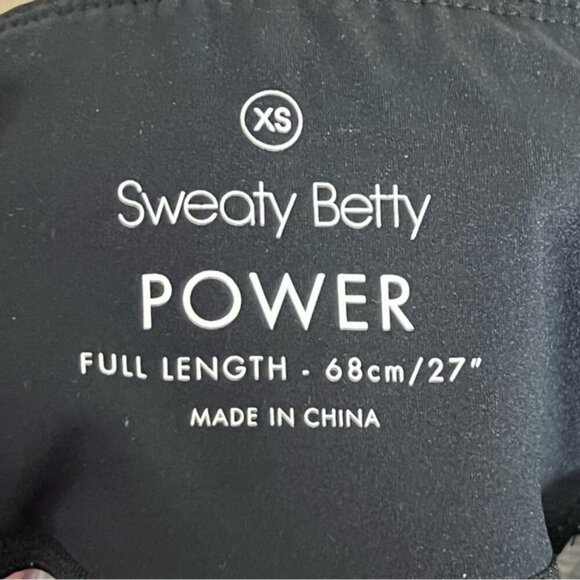 XS
Sweaty Betty
POWER
FULL LENGTH - 68cm/27"
MADE IN CHINA